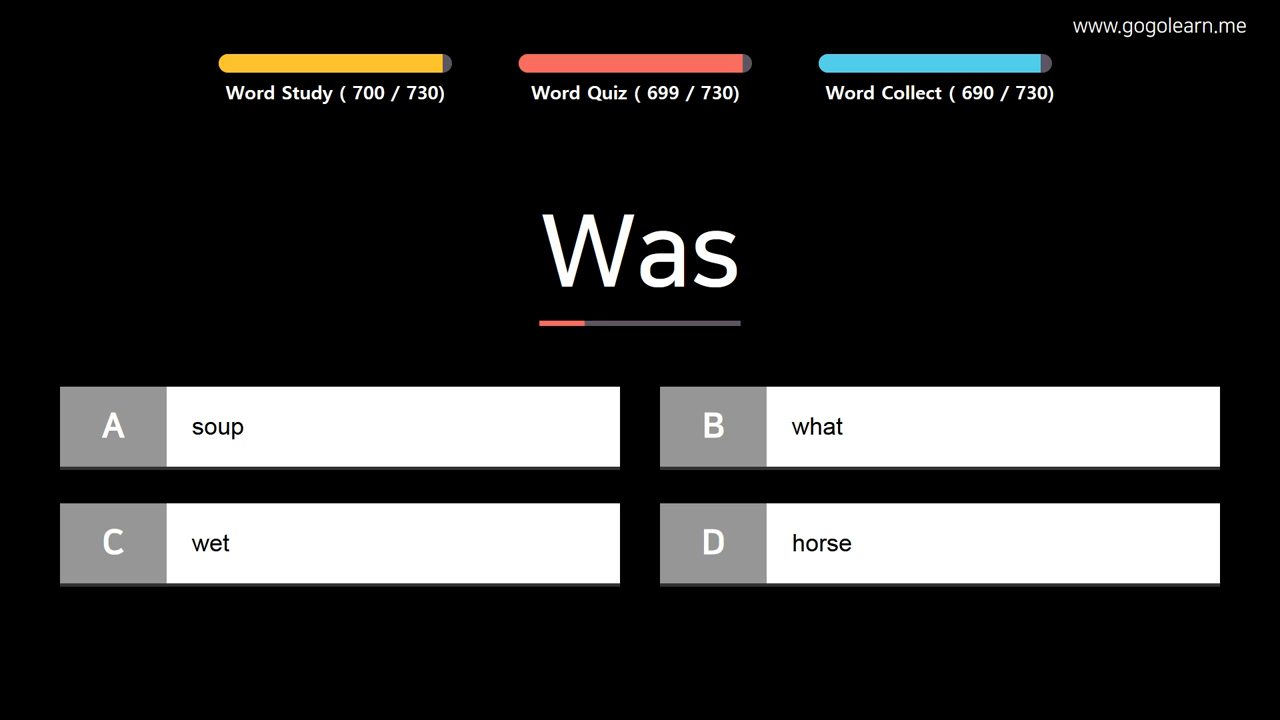 www.gogolearn.me
Word Study ( 700 / 730)
Word Quiz ( 699 / 730)
Word Collect ( 690 / 730)
Was
A
soup
B
what
C
wet
D
horse